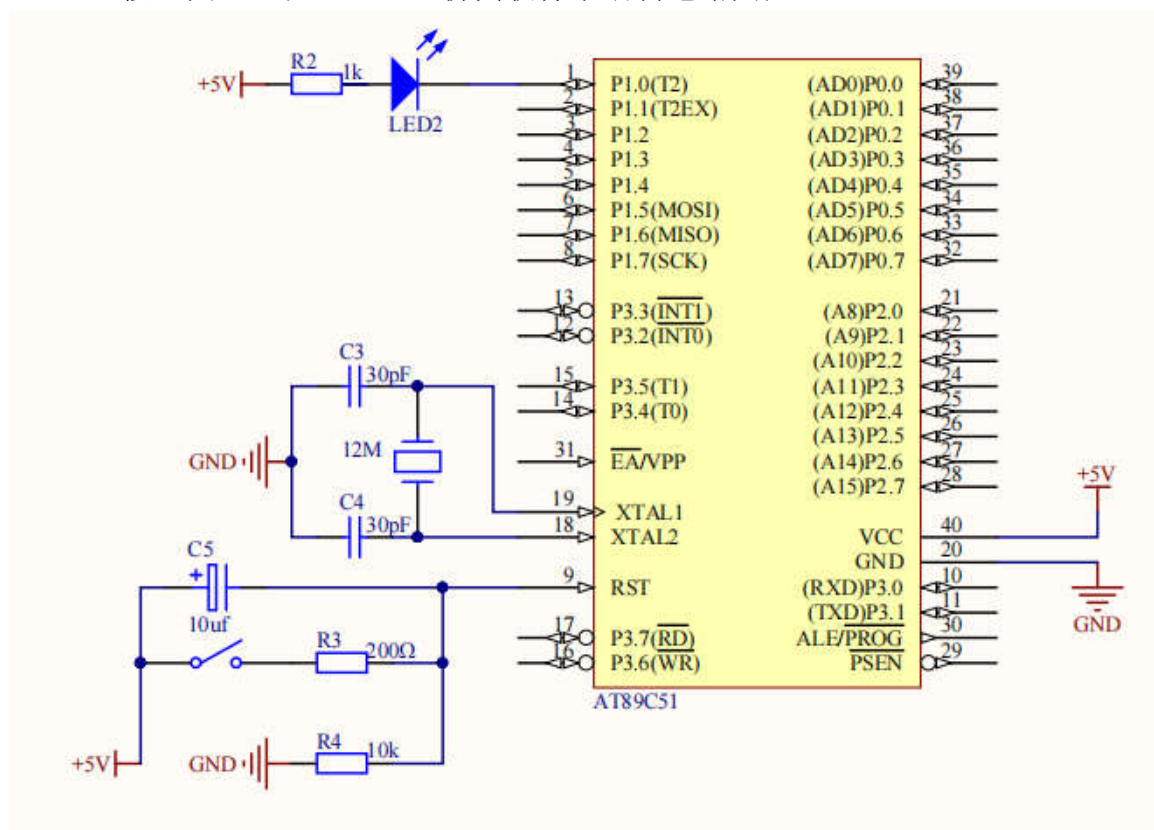 R2
1k
+5V
LED2
1
P1.0(T2)
(AD0)P0.0
39
2
P1.1(T2EX)
(AD1)P0.1
38
3
P1.2
(AD2)P0.2
37
4
P1.3
(AD3)P0.3
36
5
P1.4
(AD4)P0.4
35
6
P1.5(MOSI)
(AD5)P0.5
34
7
P1.6(MISO)
(AD6)P0.6
33
8
P1.7(SCK)
(AD7)P0.7
32
13
P3.3(INT1)
(A8)P2.0
21
12
P3.2(INT0)
(A9)P2.1
22
(A10)P2.2
23
15
P3.5(T1)
(A11)P2.3
24
14
P3.4(T0)
(A12)P2.4
25
(A13)P2.5
26
31
EA/VPP
(A14)P2.6
27
(A15)P2.7
28
C3
30pF
12M
GND
C4
30pF
19
XTAL1
18
XTAL2
VCC
40
+5V
GND
20
GND
C5
+
10uf
9
RST
(RXD)P3.0
10
(TXD)P3.1
11
17
P3.7(RD)
ALE/PROG
30
16
P3.6(WR)
PSEN
29
R3
200Ω
AT89C51
R4
10k
+5V
GND